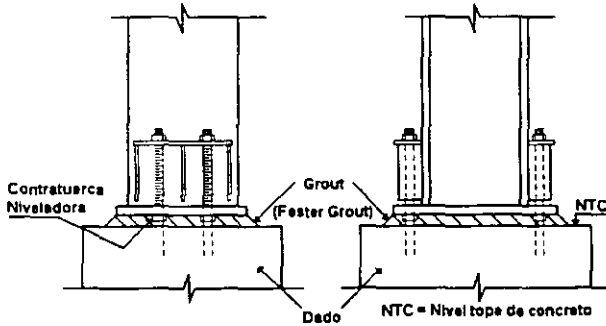 Contratuerca
Niveladora
Grout
(Fester Grout)
NTC
Dado
NTC = Nivel tope de concreto